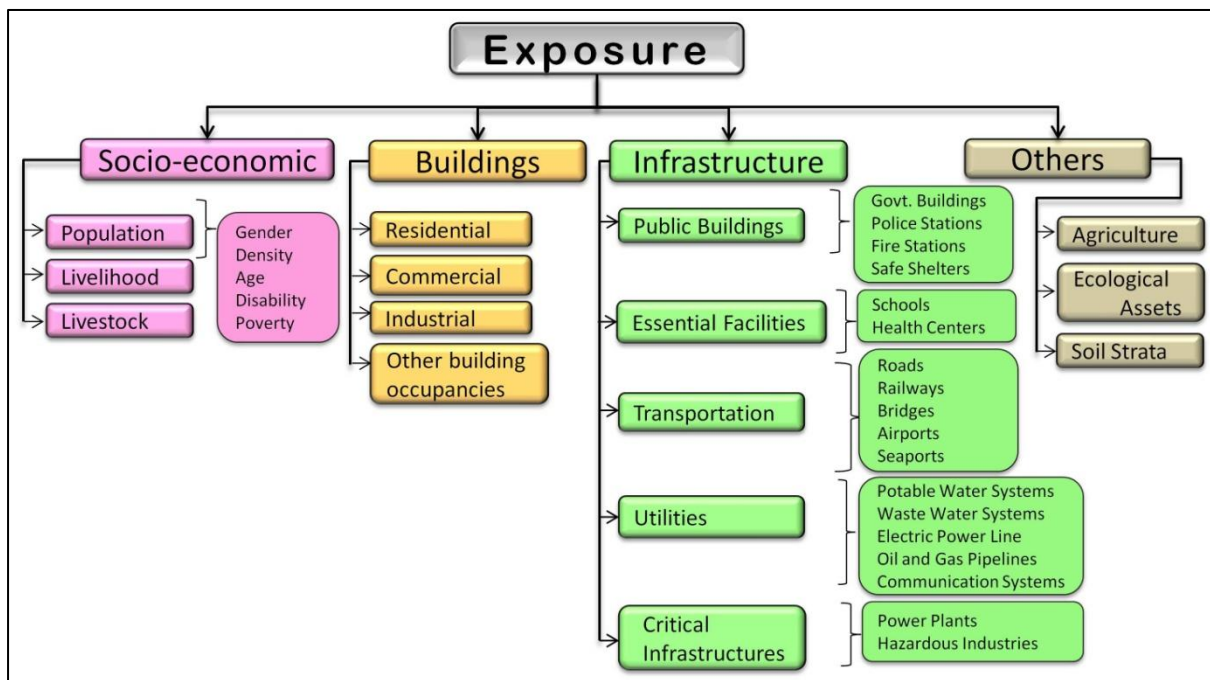 Exposure
Socio-economic
Population
Livelihood
Livestock
Gender
Density
Age
Disability
Poverty
Buildings
Residential
Commercial
Industrial
Other building
occupancies
Infrastructure
Public Buildings
Govt. Buildings
Police Stations
Fire Stations
Safe Shelters
Essential Facilities
Schools
Health Centers
Transportation
Roads
Railways
Bridges
Airports
Seaports
Utilities
Potable Water Systems
Waste Water Systems
Electric Power Line
Oil and Gas Pipelines
Communication Systems
Critical
Infrastructures
Power Plants
Hazardous Industries
Others
Agriculture
Ecological
Assets
Soil Strata